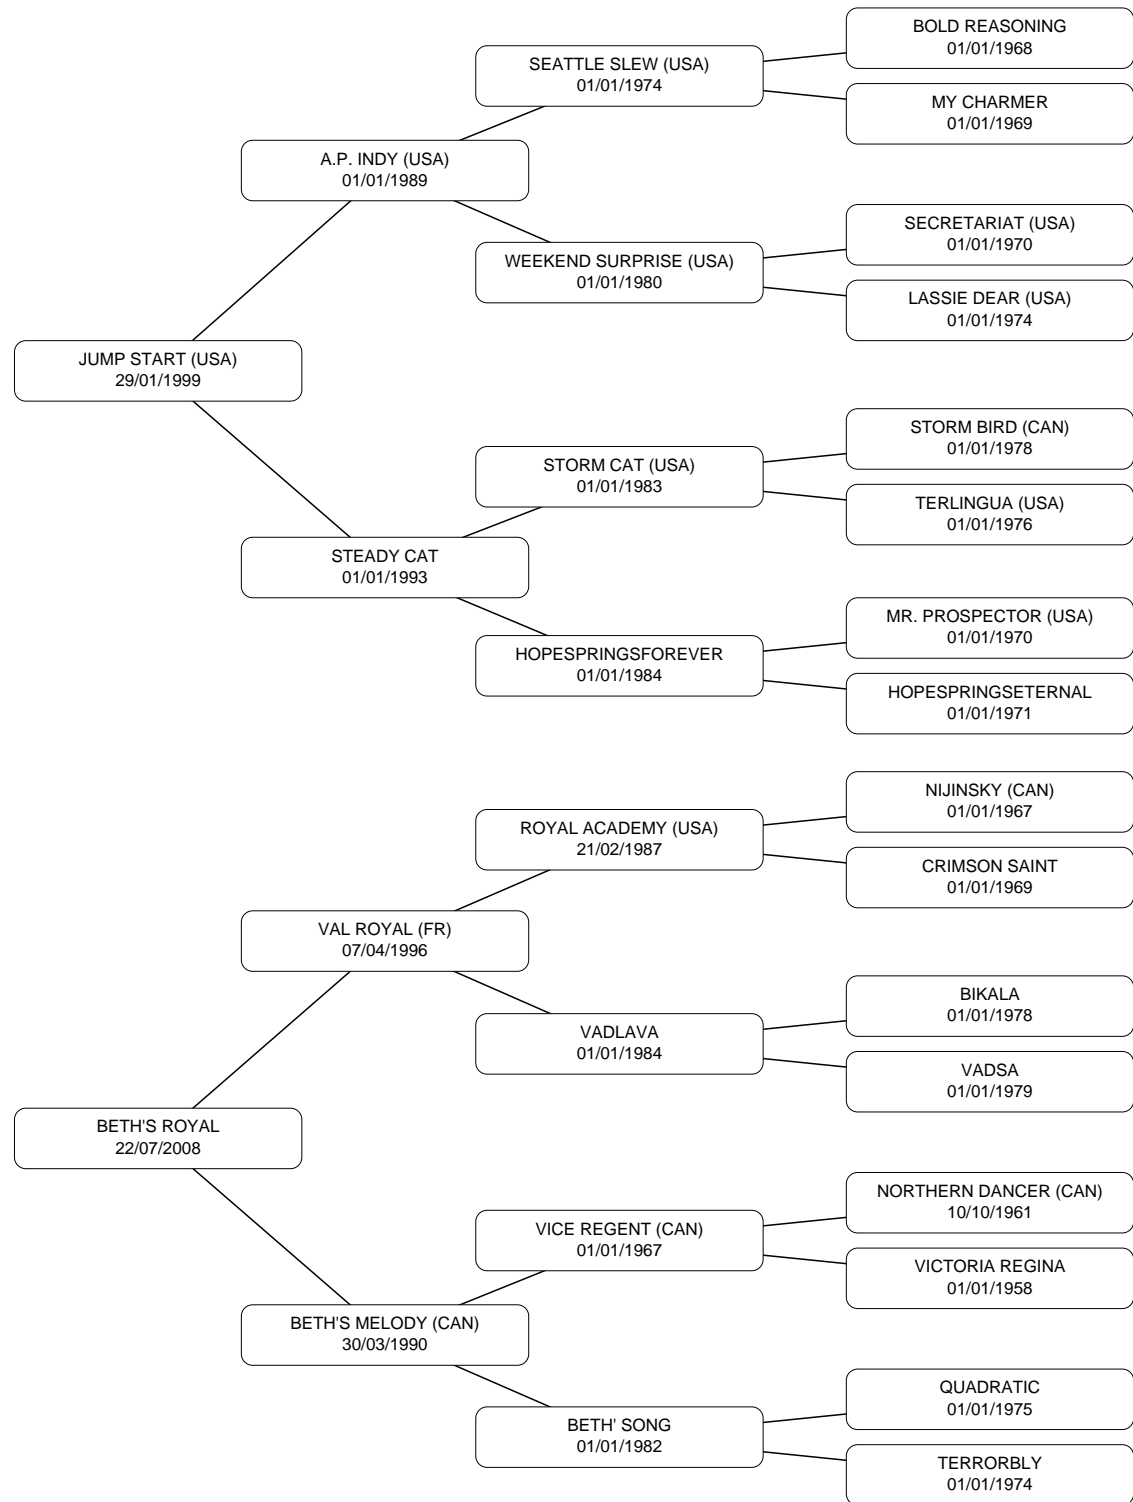 BOLD REASONING
01/01/1968
SEATTLE SLEW (USA)
01/01/1974
MY CHARMER
01/01/1969
A.P. INDY (USA)
01/01/1989
SECRETARIAT (USA)
01/01/1970
WEEKEND SURPRISE (USA)
01/01/1980
LASSIE DEAR (USA)
01/01/1974
JUMP START (USA)
29/01/1999
STORM BIRD (CAN)
01/01/1978
STORM CAT (USA)
01/01/1983
TERLINGUA (USA)
01/01/1976
STEADY CAT
01/01/1993
MR. PROSPECTOR (USA)
01/01/1970
HOPESPRINGSFOREVER
01/01/1984
HOPESPRINGSETERNAL
01/01/1971
NIJINSKY (CAN)
01/01/1967
ROYAL ACADEMY (USA)
21/02/1987
CRIMSON SAINT
01/01/1969
VAL ROYAL (FR)
07/04/1996
BIKALA
01/01/1978
VADLAVA
01/01/1984
VADSA
01/01/1979
BETH'S ROYAL
22/07/2008
NORTHERN DANCER (CAN)
10/10/1961
VICE REGENT (CAN)
01/01/1967
VICTORIA REGINA
01/01/1958
BETH'S MELODY (CAN)
30/03/1990
QUADRATIC
01/01/1975
BETH' SONG
01/01/1982
TERRORBLY
01/01/1974